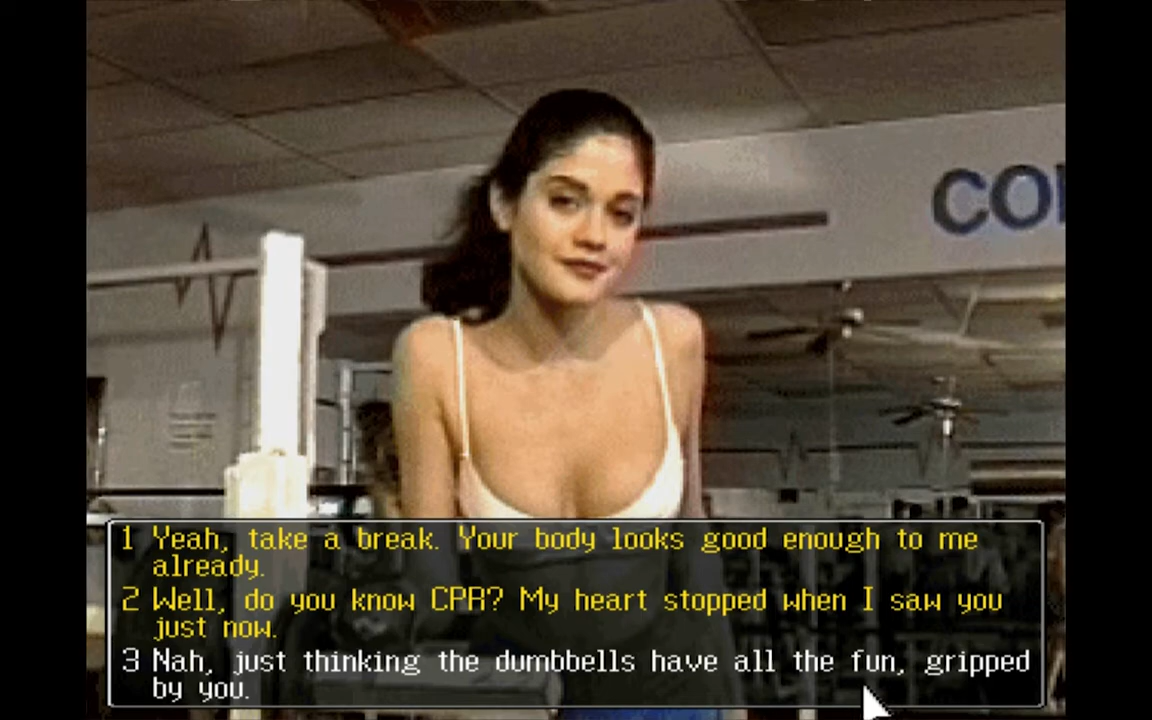 CO
1 Yeah, take a break. Your body looks good enough to me
already.
2 Well, do you know CPR? My heart stopped when I saw you
just now.
3 Nah, just thinking the dumbbells have all the fun, gripped
by you.